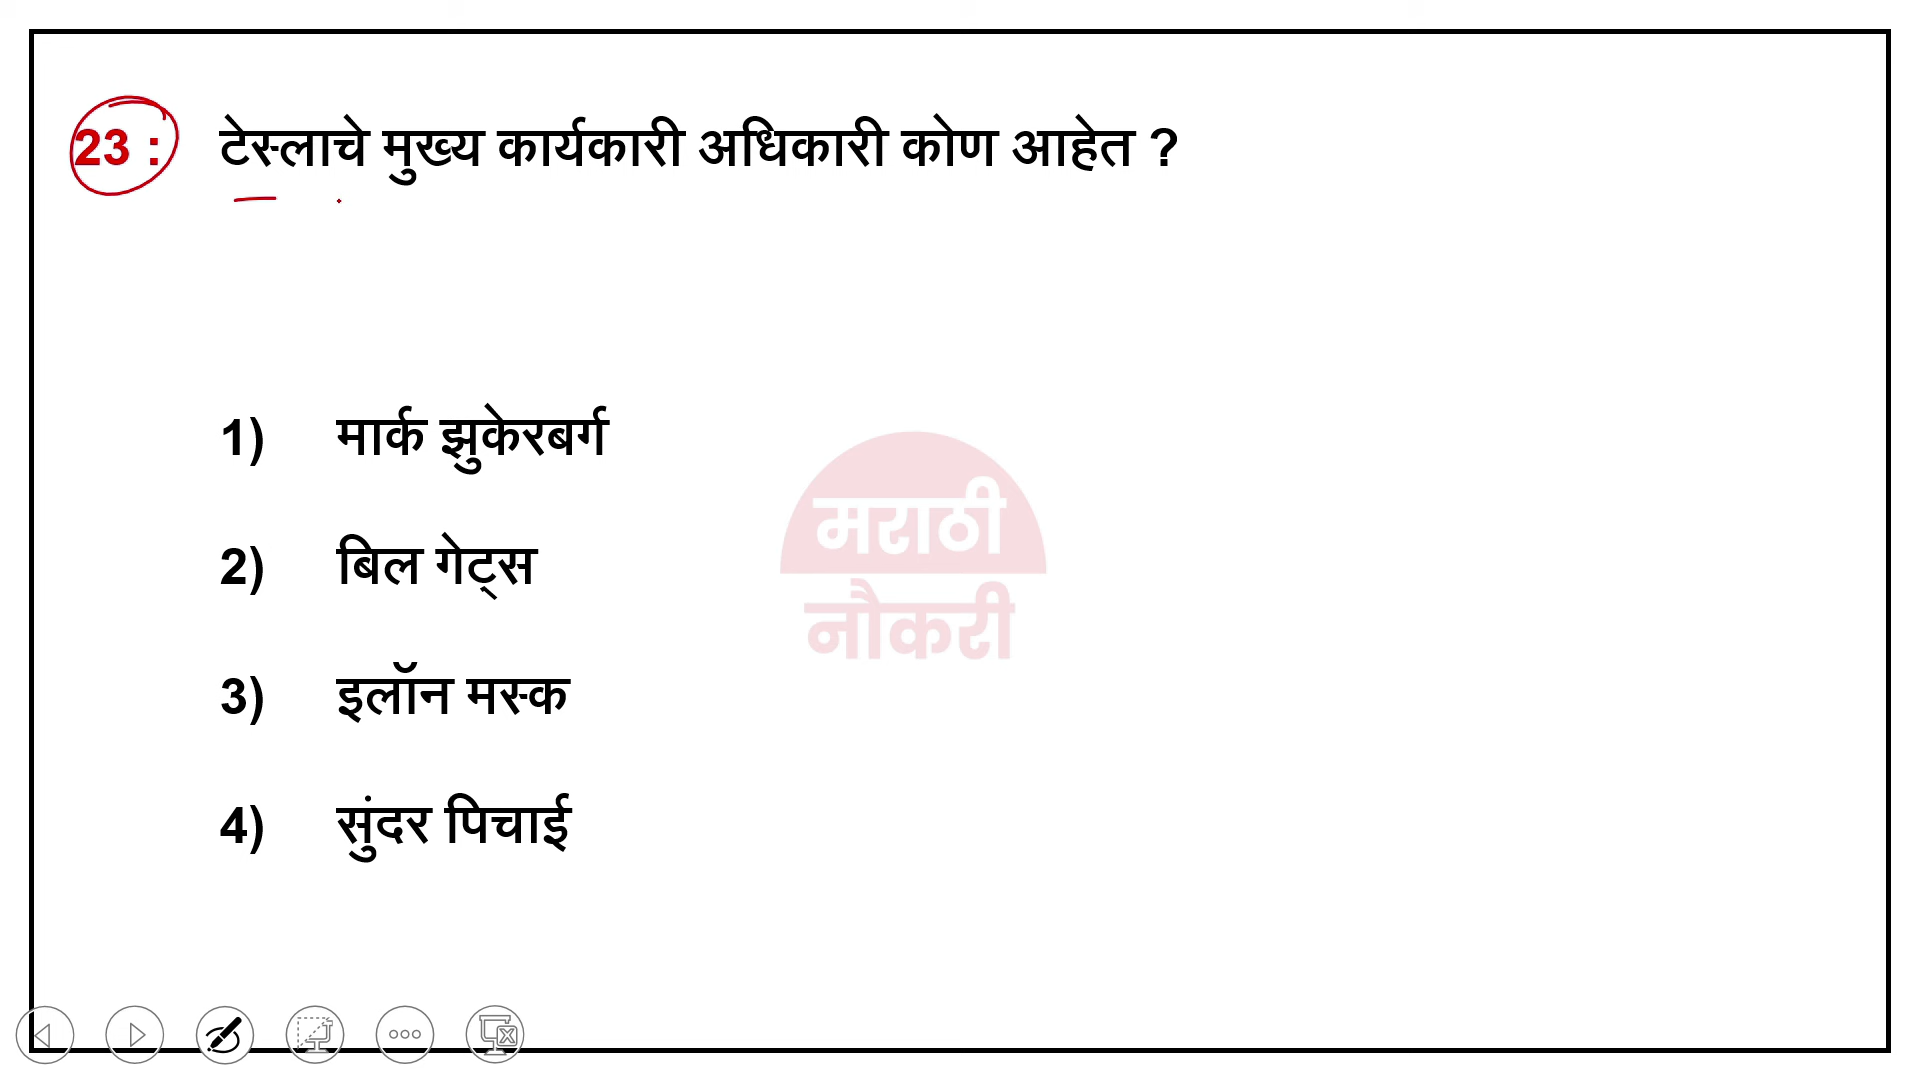 23 : टेस्लाचे मुख्य कार्यकारी अधिकारी कोण आहेत ?
1) मार्क झुकेरबर्ग
2) बिल गेट्स
3) इलॉन मस्क
4) सुंदर पिचाई
मराठी
नौकरी